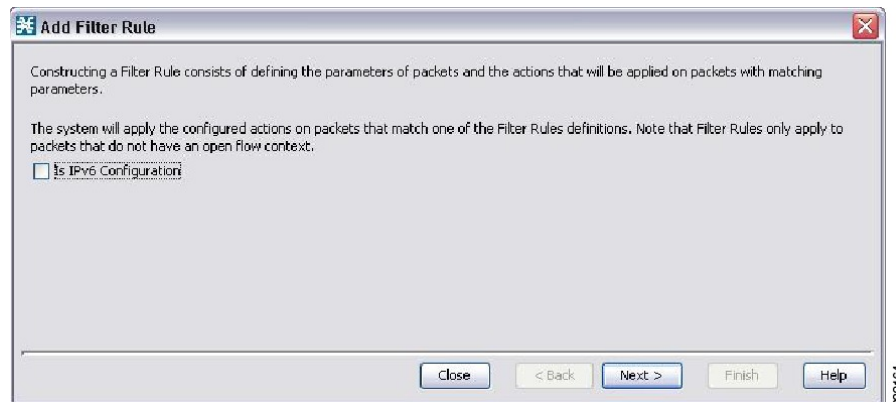 Add Filter Rule
Constructing a Filter Rule consists of defining the parameters of packets and the actions that will be applied on packets with matching
parameters.
The system will apply the configured actions on packets that match one of the Filter Rules definitions. Note that Filter Rules only apply to
packets that do not have an open flow context.
Is IPv6 Configuration
Close < Back Next > Finish Help